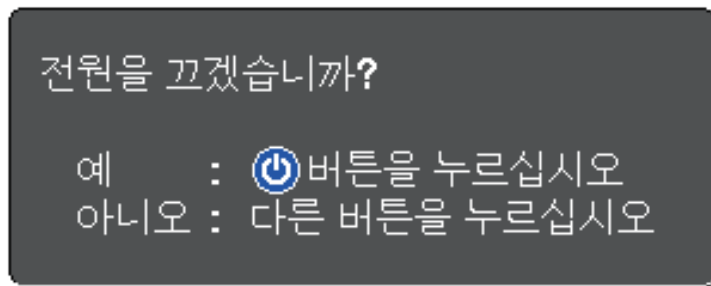 전원을 끄겠습니까?
예 : 버튼을 누르십시오
아니오 : 다른 버튼을 누르십시오